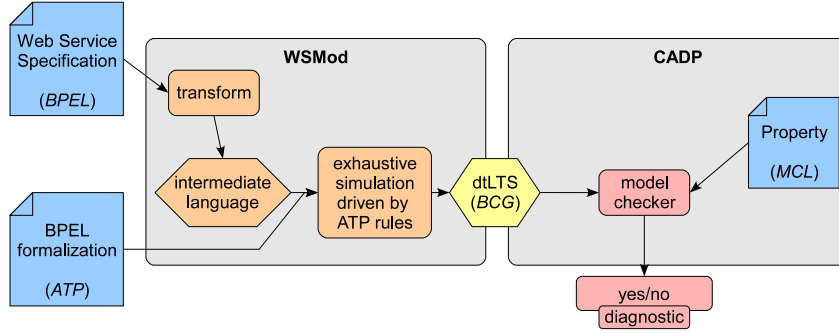 Web Service
Specification
(BPEL)
BPEL
formalization
(ATP)
WSMod
transform
intermediate
language
exhaustive
simulation
driven by
ATP rules
dtLTS
(BCG)
CADP
model
checker
Property
(MCL)
yes/no
diagnostic